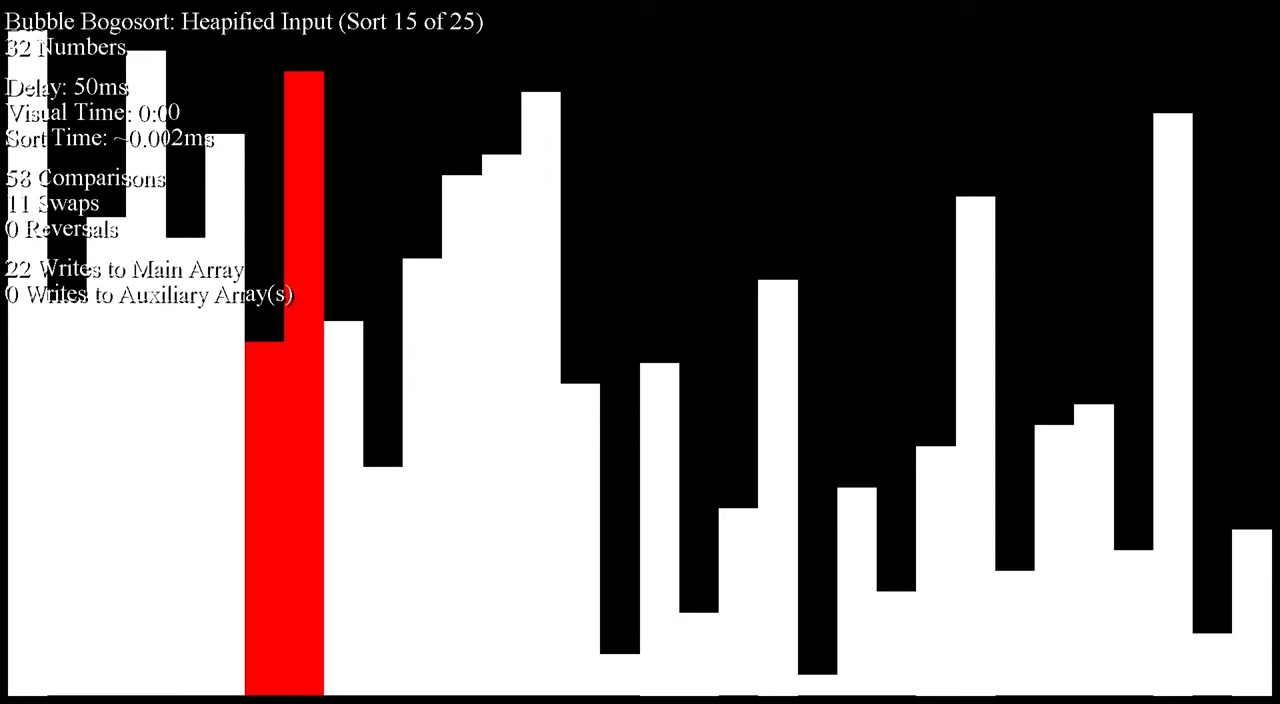 Bubble Bogosort: Heapified Input (Sort 15 of 25)
32 Numbers
Delay: 50ms
Visual Time: 0:00
Sort Time: ~0.002ms
58 Comparisons
11 Swaps
0 Reversals
22 Writes to Main Array
0 Writes to Auxiliary Array(s)